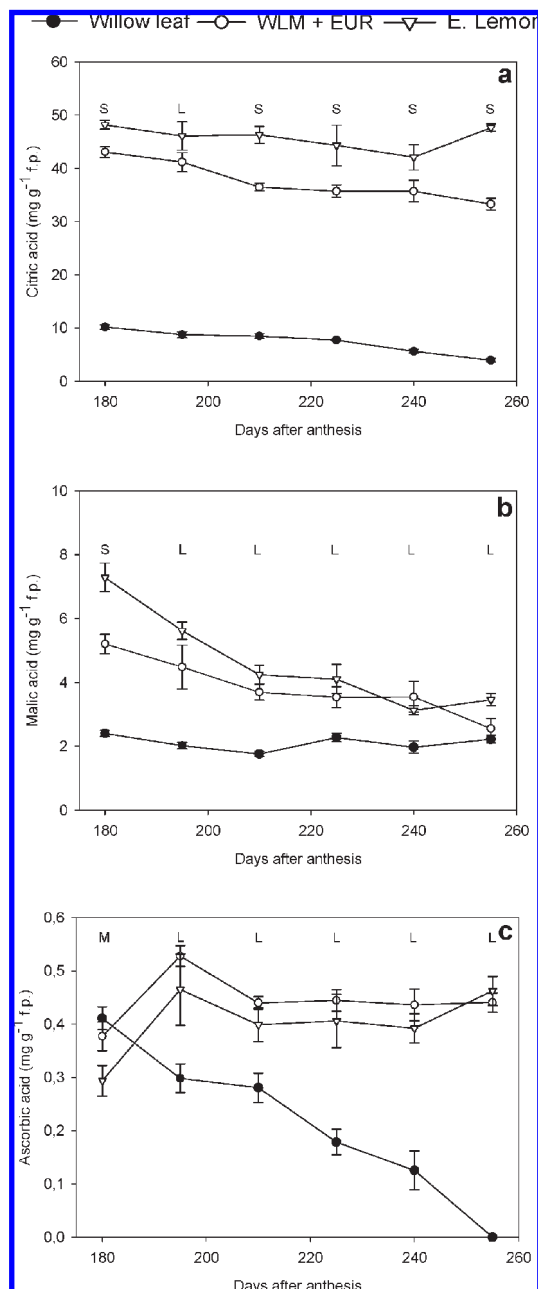 Willow leaf WLM + EUR E. Lemon
a
60
50
40
30
20
10
0
S L S S S S
Citric acid (mg g⁻¹ f.p.)
180 200 220 240 260
Days after anthesis
b
10
8
6
4
2
0
S L L L L L
Malic acid (mg g⁻¹ f.p.)
180 200 220 240 260
Days after anthesis
c
0,6
0,5
0,4
0,3
0,2
0,1
0,0
M L L L L L
Ascorbic acid (mg g⁻¹ f.p.)
180 200 220 240 260
Days after anthesis